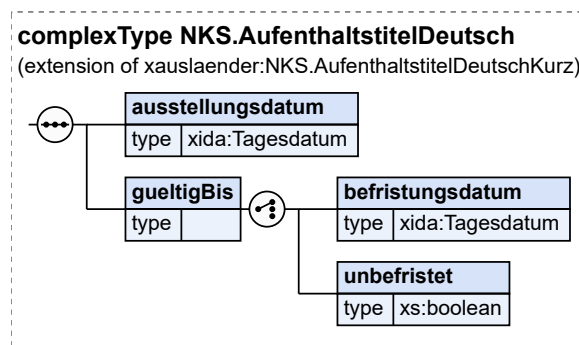 complexType NKS.AufenthaltstitelDeutsch
(extension of xauslaender:NKS.AufenthaltstitelDeutschKurz)
ausstellungsdatum
type xida:Tagesdatum
gueltigBis
type
befristungsdatum
type xida:Tagesdatum
unbefristet
type xs:boolean